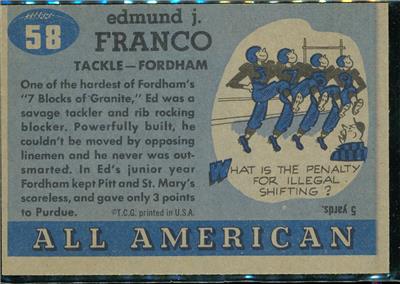 58
edmund j.
FRANCO
TACKLE—FORDHAM
One of the hardest of Fordham's
"7 Blocks of Granite," Ed was a
savage tackler and rib rocking
blocker. Powerfully built, he
couldn't be moved by opposing
linemen and he never was out-
smarted. In Ed's junior year
Fordham kept Pitt and St. Mary's
scoreless, and gave only 3 points
to Purdue.
©T.C.G. printed in U.S.A.
WHAT IS THE PENALTY
FOR ILLEGAL
SHIFTING?
5 yards.
ALL AMERICAN